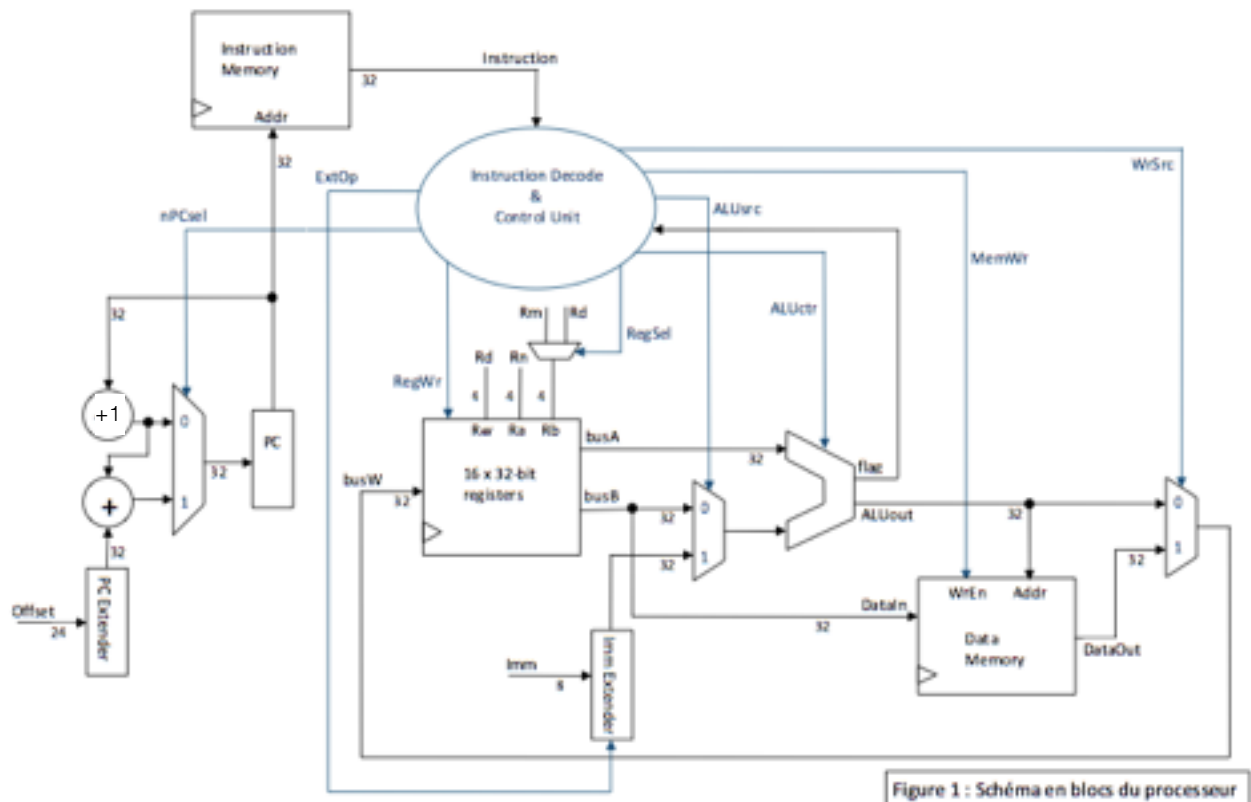 Instruction
Memory
Addr
32
Instruction
32
Instruction Decode
&
Control Unit
ExtOp
nPCsel
ALUsrc
WrSrc
MemWr
ALUctr
RegSel
RegWr
Rm
Rd
Rd
Rn
4
4
4
Rw
Ra
Rb
16 x 32-bit
registers
busW
32
busA
32
busB
32
32
0
1
flag
ALUout
32
32
+1
+
0
1
32
PC
32
PC Extender
Offset
24
Imm
8
Imm Extender
DataIn
32
WrEn
Addr
Data
Memory
DataOut
32
0
1
Figure 1 : Schéma en blocs du processeur